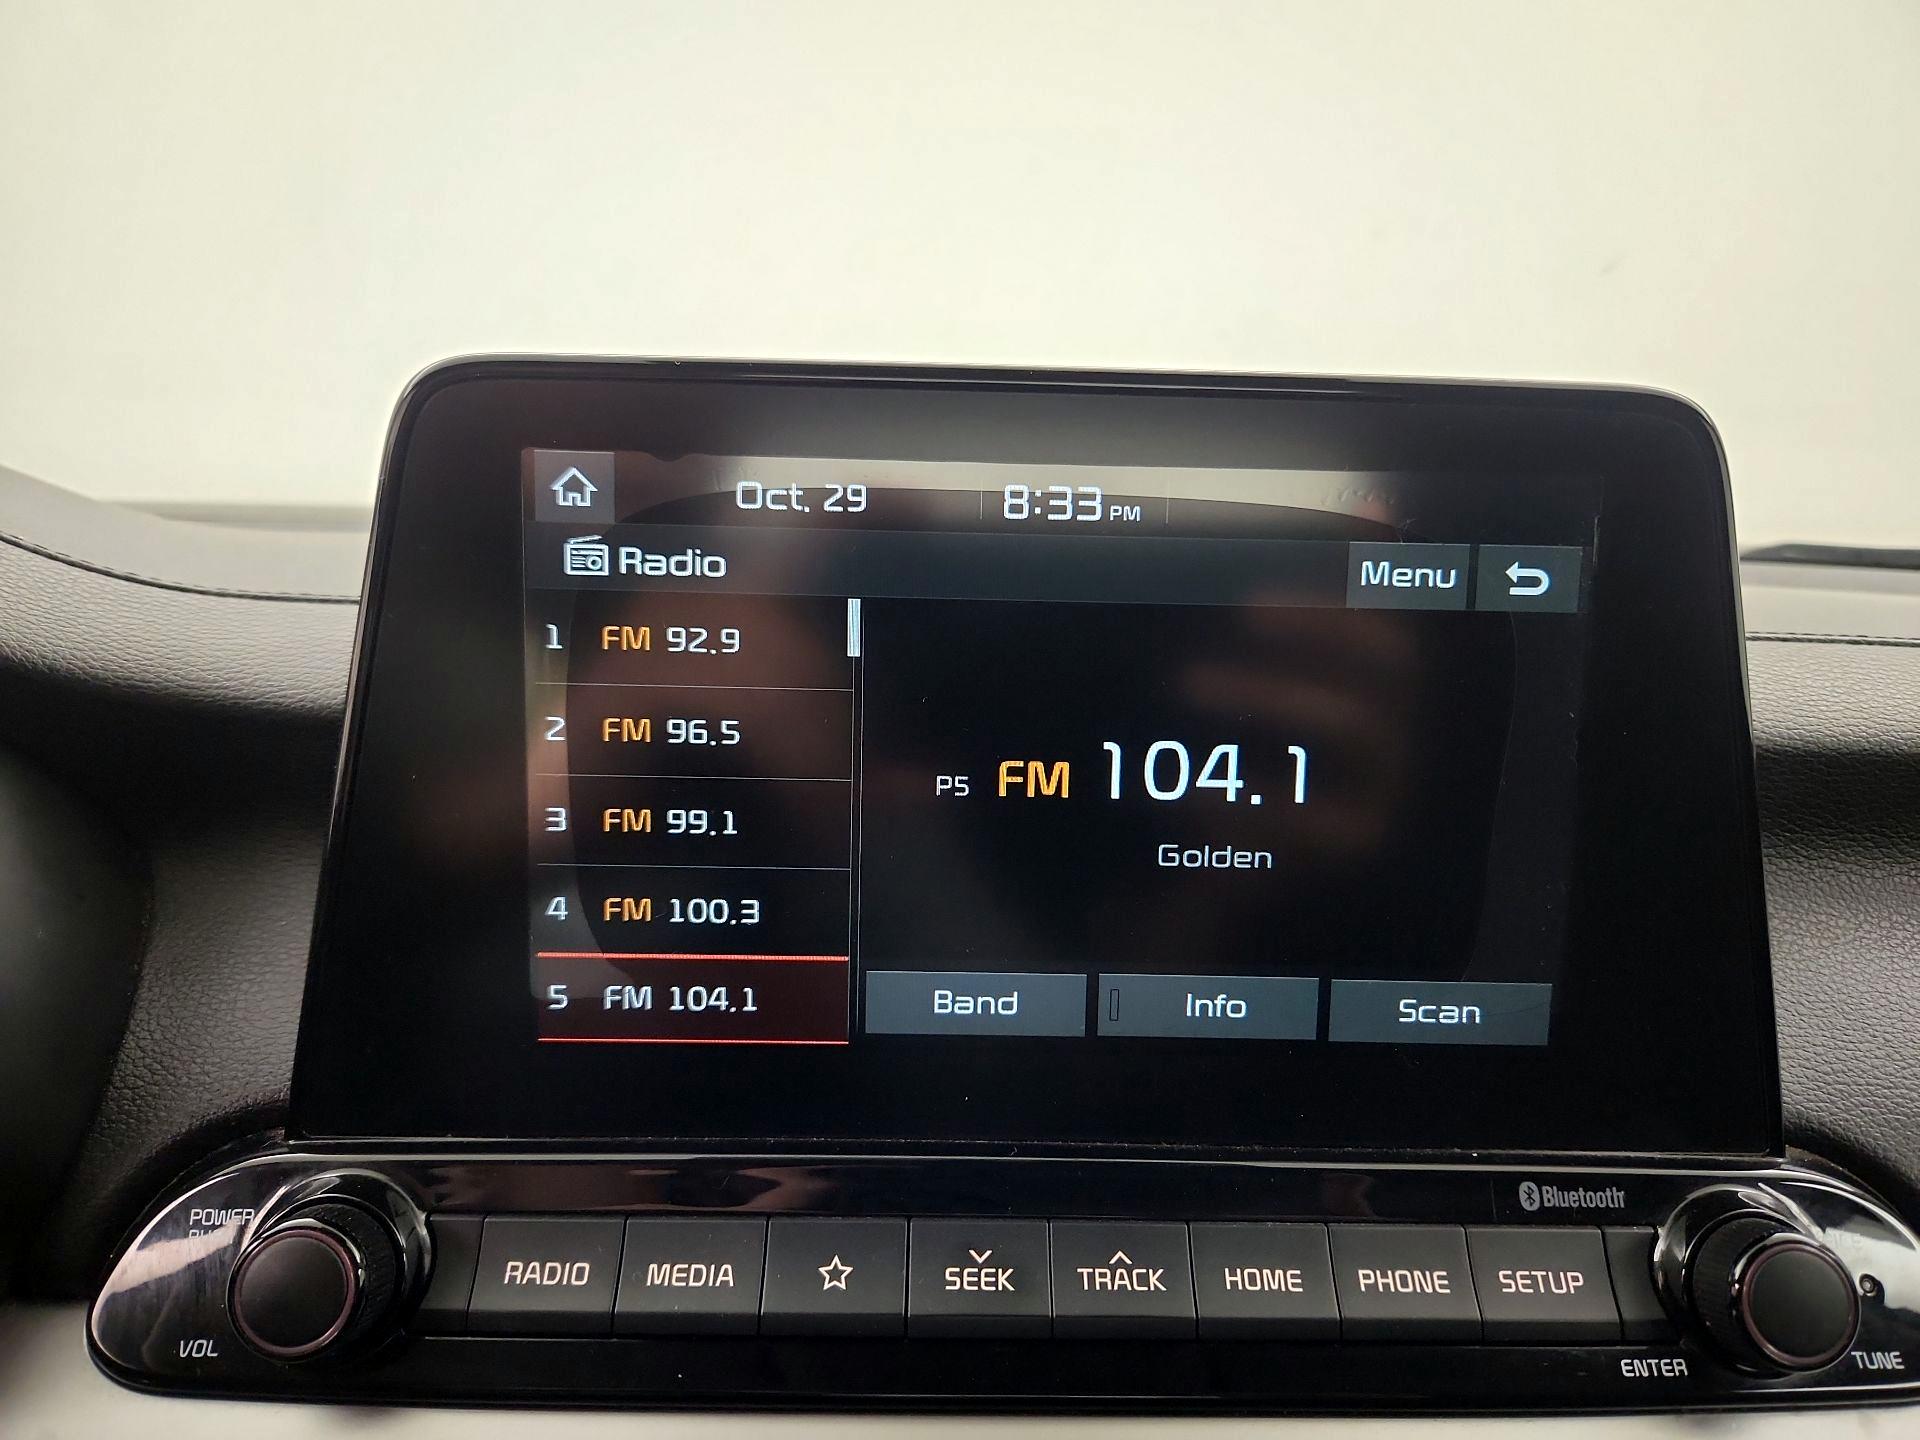 Oct. 29 8:33 PM
Radio Menu
1 FM 92.9
2 FM 96.5
3 FM 99.1
4 FM 100.3
5 FM 104.1
P5 FM 104.1
Golden
Band Info Scan
Bluetooth
POWER
VOL
RADIO MEDIA SEEK TRACK HOME PHONE SETUP
ENTER TUNE